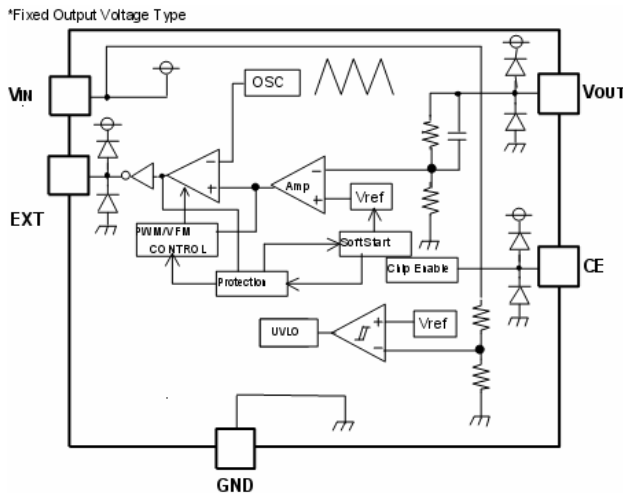 *Fixed Output Voltage Type
VIN
OSC
VOUT
Amp
Vref
EXT
PWM/VFM
CONTROL
SoftStart
Chip Enable
CE
Protection
UVLO
Vref
GND